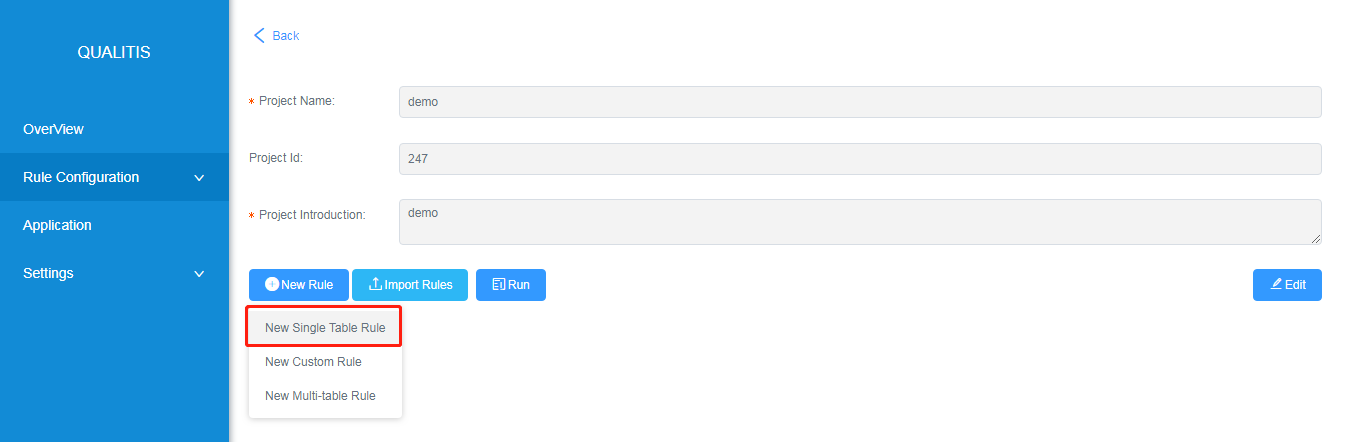 QUALITIS
OverView
Rule Configuration
Application
Settings
Back
* Project Name:
demo
Project Id:
247
* Project Introduction:
demo
New Rule
Import Rules
Run
Edit
New Single Table Rule
New Custom Rule
New Multi-table Rule